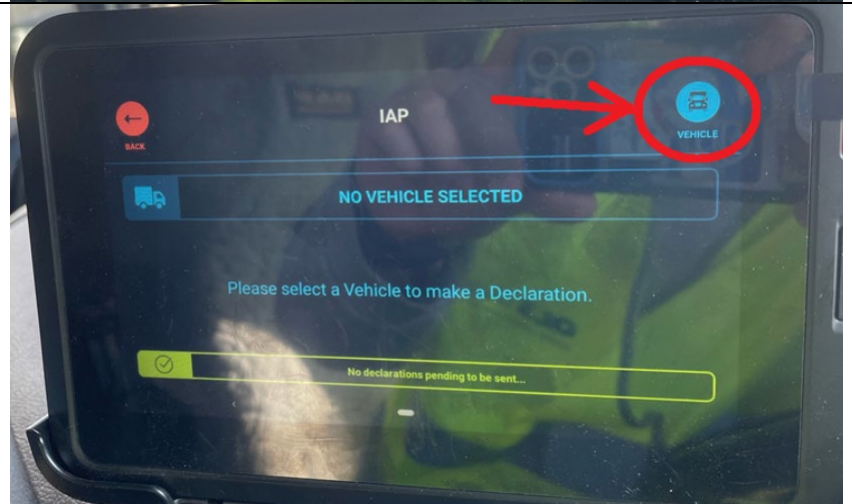 IAP
BACK
VEHICLE
NO VEHICLE SELECTED
Please select a Vehicle to make a Declaration.
No declarations pending to be sent...